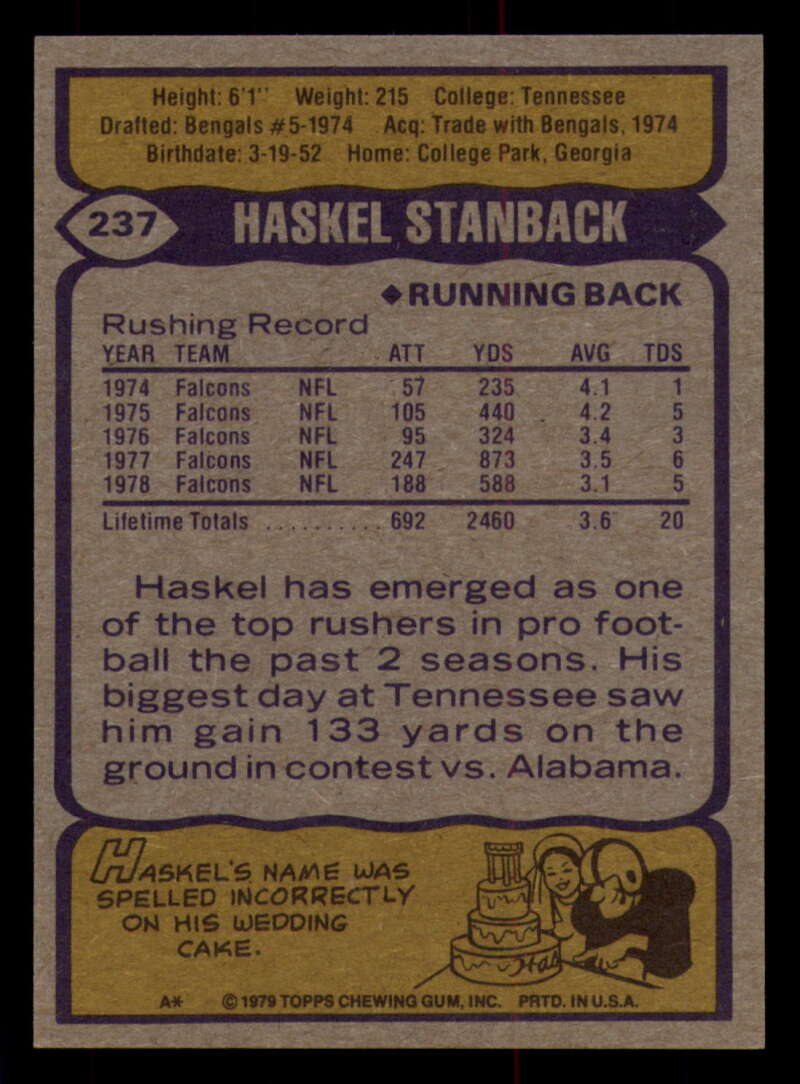 Height: 6'1" Weight: 215 College: Tennessee
Drafted: Bengals #5-1974 Acq: Trade with Bengals, 1974
Birthdate: 3-19-52 Home: College Park, Georgia
237 HASKEL STANBACK
◆RUNNING BACK
Rushing Record
YEAR TEAM ATT YDS AVG TDS
1974 Falcons NFL 57 235 4.1 1
1975 Falcons NFL 105 440 4.2 5
1976 Falcons NFL 95 324 3.4 3
1977 Falcons NFL 247 873 3.5 6
1978 Falcons NFL 188 588 3.1 5
Lifetime Totals .......... 692 2460 3.6 20
Haskel has emerged as one
of the top rushers in pro foot-
ball the past 2 seasons. His
biggest day at Tennessee saw
him gain 133 yards on the
ground in contest vs. Alabama.
HASKEL'S NAME WAS
SPELLED INCORRECTLY
ON HIS WEDDING
CAKE.
A* © 1979 TOPPS CHEWING GUM, INC. PRTD. IN U.S.A.